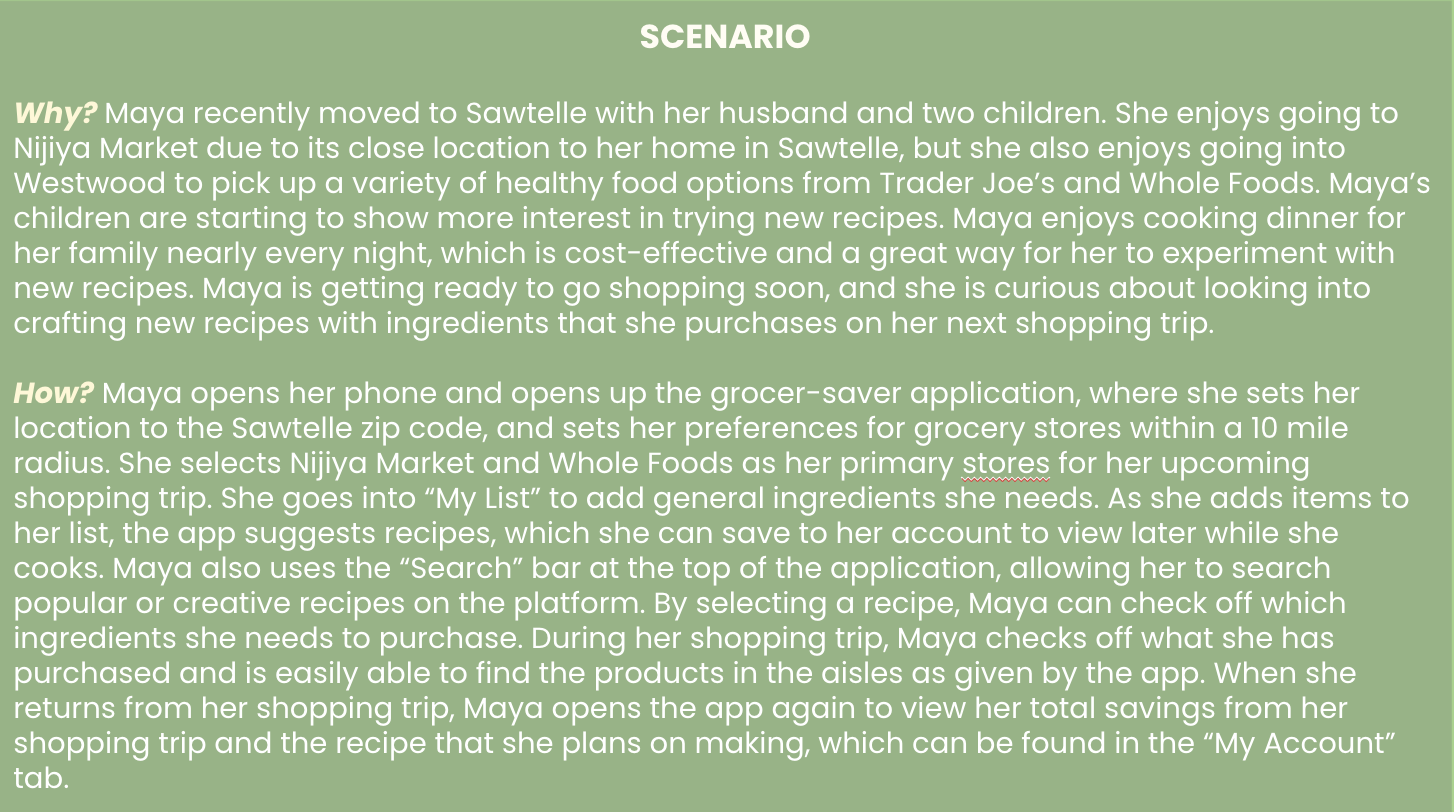 SCENARIO
Why? Maya recently moved to Sawtelle with her husband and two children. She enjoys going to
Nijiya Market due to its close location to her home in Sawtelle, but she also enjoys going into
Westwood to pick up a variety of healthy food options from Trader Joe’s and Whole Foods. Maya’s
children are starting to show more interest in trying new recipes. Maya enjoys cooking dinner for
her family nearly every night, which is cost-effective and a great way for her to experiment with
new recipes. Maya is getting ready to go shopping soon, and she is curious about looking into
crafting new recipes with ingredients that she purchases on her next shopping trip.
How? Maya opens her phone and opens up the grocer-saver application, where she sets her
location to the Sawtelle zip code, and sets her preferences for grocery stores within a 10 mile
radius. She selects Nijiya Market and Whole Foods as her primary stores for her upcoming
shopping trip. She goes into “My List” to add general ingredients she needs. As she adds items to
her list, the app suggests recipes, which she can save to her account to view later while she
cooks. Maya also uses the “Search” bar at the top of the application, allowing her to search
popular or creative recipes on the platform. By selecting a recipe, Maya can check off which
ingredients she needs to purchase. During her shopping trip, Maya checks off what she has
purchased and is easily able to find the products in the aisles as given by the app. When she
returns from her shopping trip, Maya opens the app again to view her total savings from her
shopping trip and the recipe that she plans on making, which can be found in the “My Account”
tab.